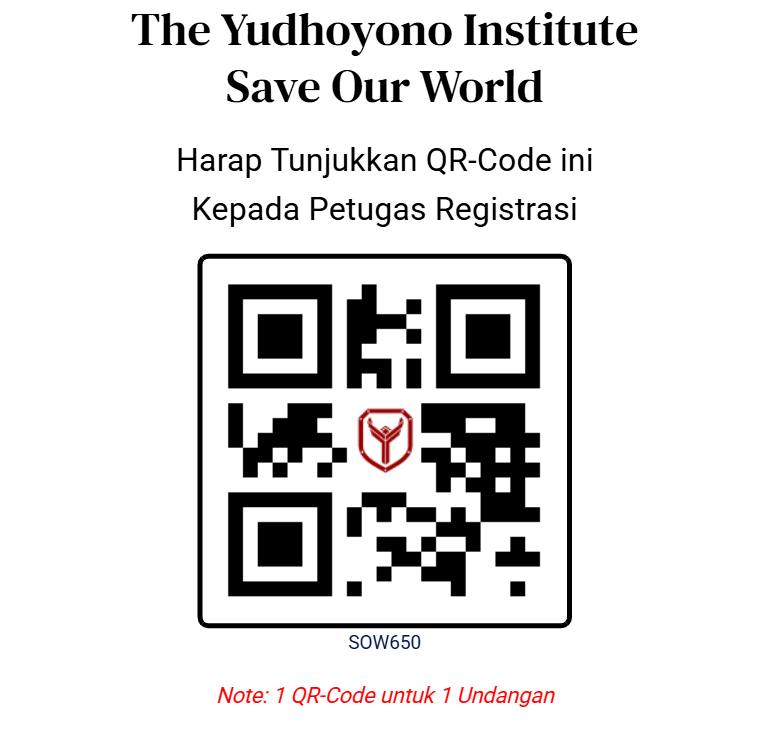 The Yudhoyono Institute
Save Our World
Harap Tunjukkan QR-Code ini
Kepada Petugas Registrasi
SOW650
Note: 1 QR-Code untuk 1 Undangan